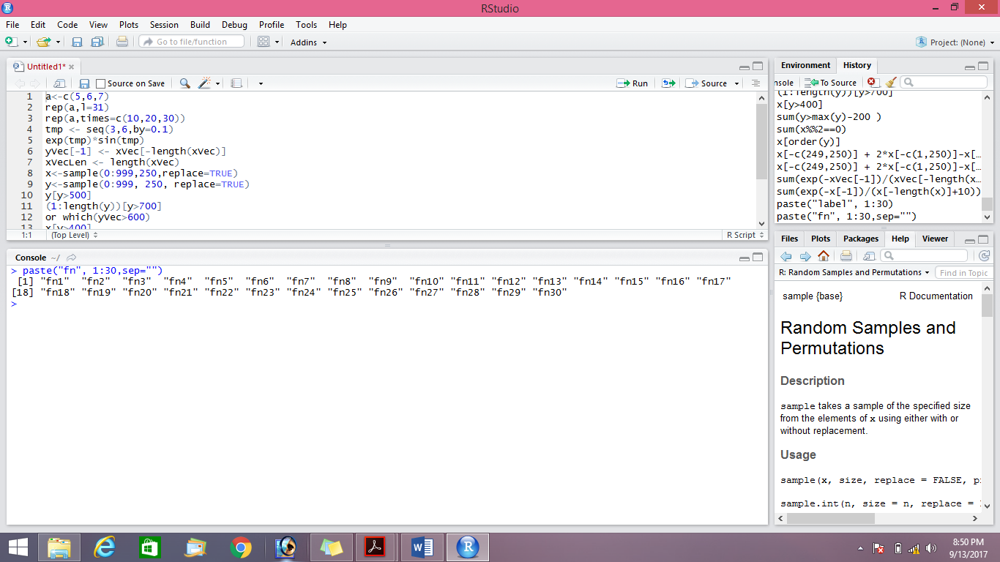 RStudio
File Edit Code View Plots Session Build Debug Profile Tools Help
Go to file/function Addins Project: (None)
Untitled1*
Source on Save Run Source
1 a<-c(5,6,7)
2 rep(a,l=31)
3 rep(a,times=c(10,20,30))
4 tmp <- seq(3,6,by=0.1)
5 exp(tmp)*sin(tmp)
6 yVec[-1] <- xVec[-length(xVec)]
7 xVecLen <- length(xVec)
8 x<-sample(0:999,250,replace=TRUE)
9 y<-sample(0:999, 250, replace=TRUE)
10 y[y>500]
11 (1:length(y))[y>700]
12 or which(yVec>600)
13 x[y>400]
1:1 (Top Level) R Script
Console ~/
> paste("fn", 1:30,sep="")
[1] "fn1" "fn2" "fn3" "fn4" "fn5" "fn6" "fn7" "fn8" "fn9" "fn10" "fn11" "fn12" "fn13" "fn14" "fn15" "fn16" "fn17"
[18] "fn18" "fn19" "fn20" "fn21" "fn22" "fn23" "fn24" "fn25" "fn26" "fn27" "fn28" "fn29" "fn30"
>
Environment History
nsole To Source
(1:length(y))[y>700]
x[y>400]
sum(y>max(y)-200 )
sum(x%%2==0)
x[order(y)]
x[-c(249,250)] + 2*x[-c(1,250)]-x[…
x[-c(249,250)] + 2*x[-c(1,250)]-x[…
sum(exp(-xVec[-1])/(xVec[-length(x…
sum(exp(-x[-1])/(x[-length(x)]+10))
paste("label", 1:30)
paste("fn", 1:30,sep="")
Files Plots Packages Help Viewer
R: Random Samples and Permutations Find in Topic
sample {base} R Documentation
Random Samples and
Permutations
Description
sample takes a sample of the specified size
from the elements of x using either with or
without replacement.
Usage
sample(x, size, replace = FALSE, p
sample.int(n, size = n, replace =
8:50 PM
9/13/2017